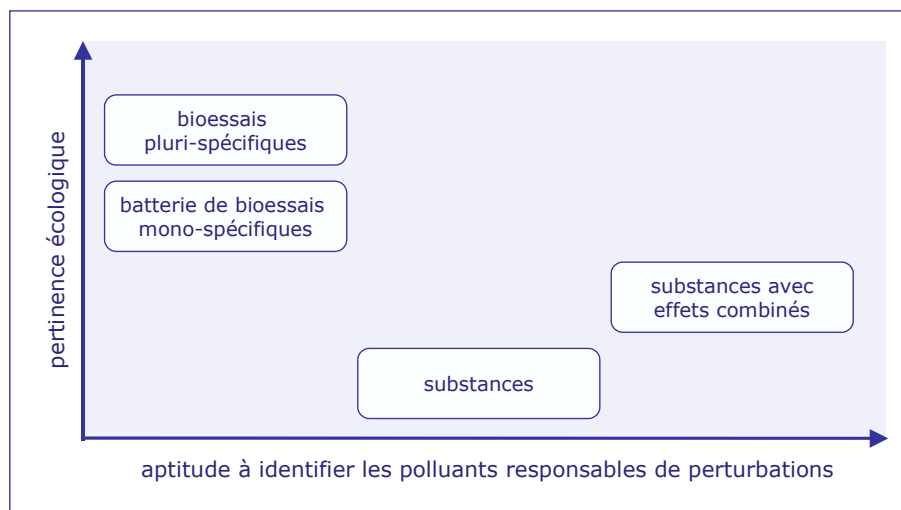 pertinence écologique
bioessais
pluri-spécifiques
batterie de bioessais
mono-spécifiques
substances avec
effets combinés
substances
aptitude à identifier les polluants responsables de perturbations